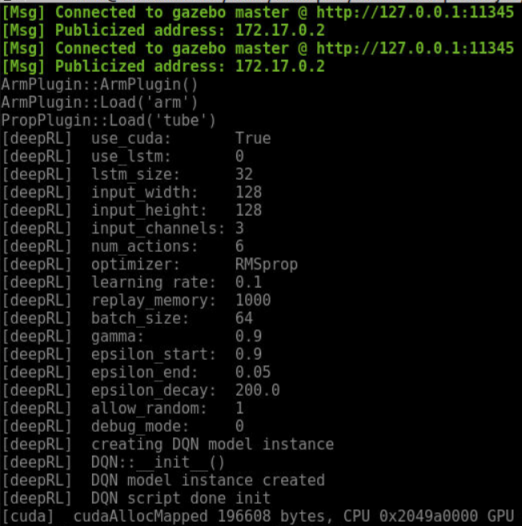 [Msg] Connected to gazebo master @ http://127.0.0.1:11345
[Msg] Publicized address: 172.17.0.2
[Msg] Connected to gazebo master @ http://127.0.0.1:11345
[Msg] Publicized address: 172.17.0.2
ArmPlugin::ArmPlugin()
ArmPlugin::Load('arm')
PropPlugin::Load('tube')
[deepRL]  use_cuda:       True
[deepRL]  use_lstm:       0
[deepRL]  lstm_size:      32
[deepRL]  input_width:    128
[deepRL]  input_height:   128
[deepRL]  input_channels: 3
[deepRL]  num_actions:    6
[deepRL]  optimizer:      RMSprop
[deepRL]  learning rate:  0.1
[deepRL]  replay_memory:  1000
[deepRL]  batch_size:     64
[deepRL]  gamma:          0.9
[deepRL]  epsilon_start:  0.9
[deepRL]  epsilon_end:    0.05
[deepRL]  epsilon_decay:  200.0
[deepRL]  allow_random:   1
[deepRL]  debug_mode:     0
[deepRL]  creating DQN model instance
[deepRL]  DQN::__init__()
[deepRL]  DQN model instance created
[deepRL]  DQN script done init
[cuda]  cudaAllocMapped 196608 bytes, CPU 0x2049a0000 GPU